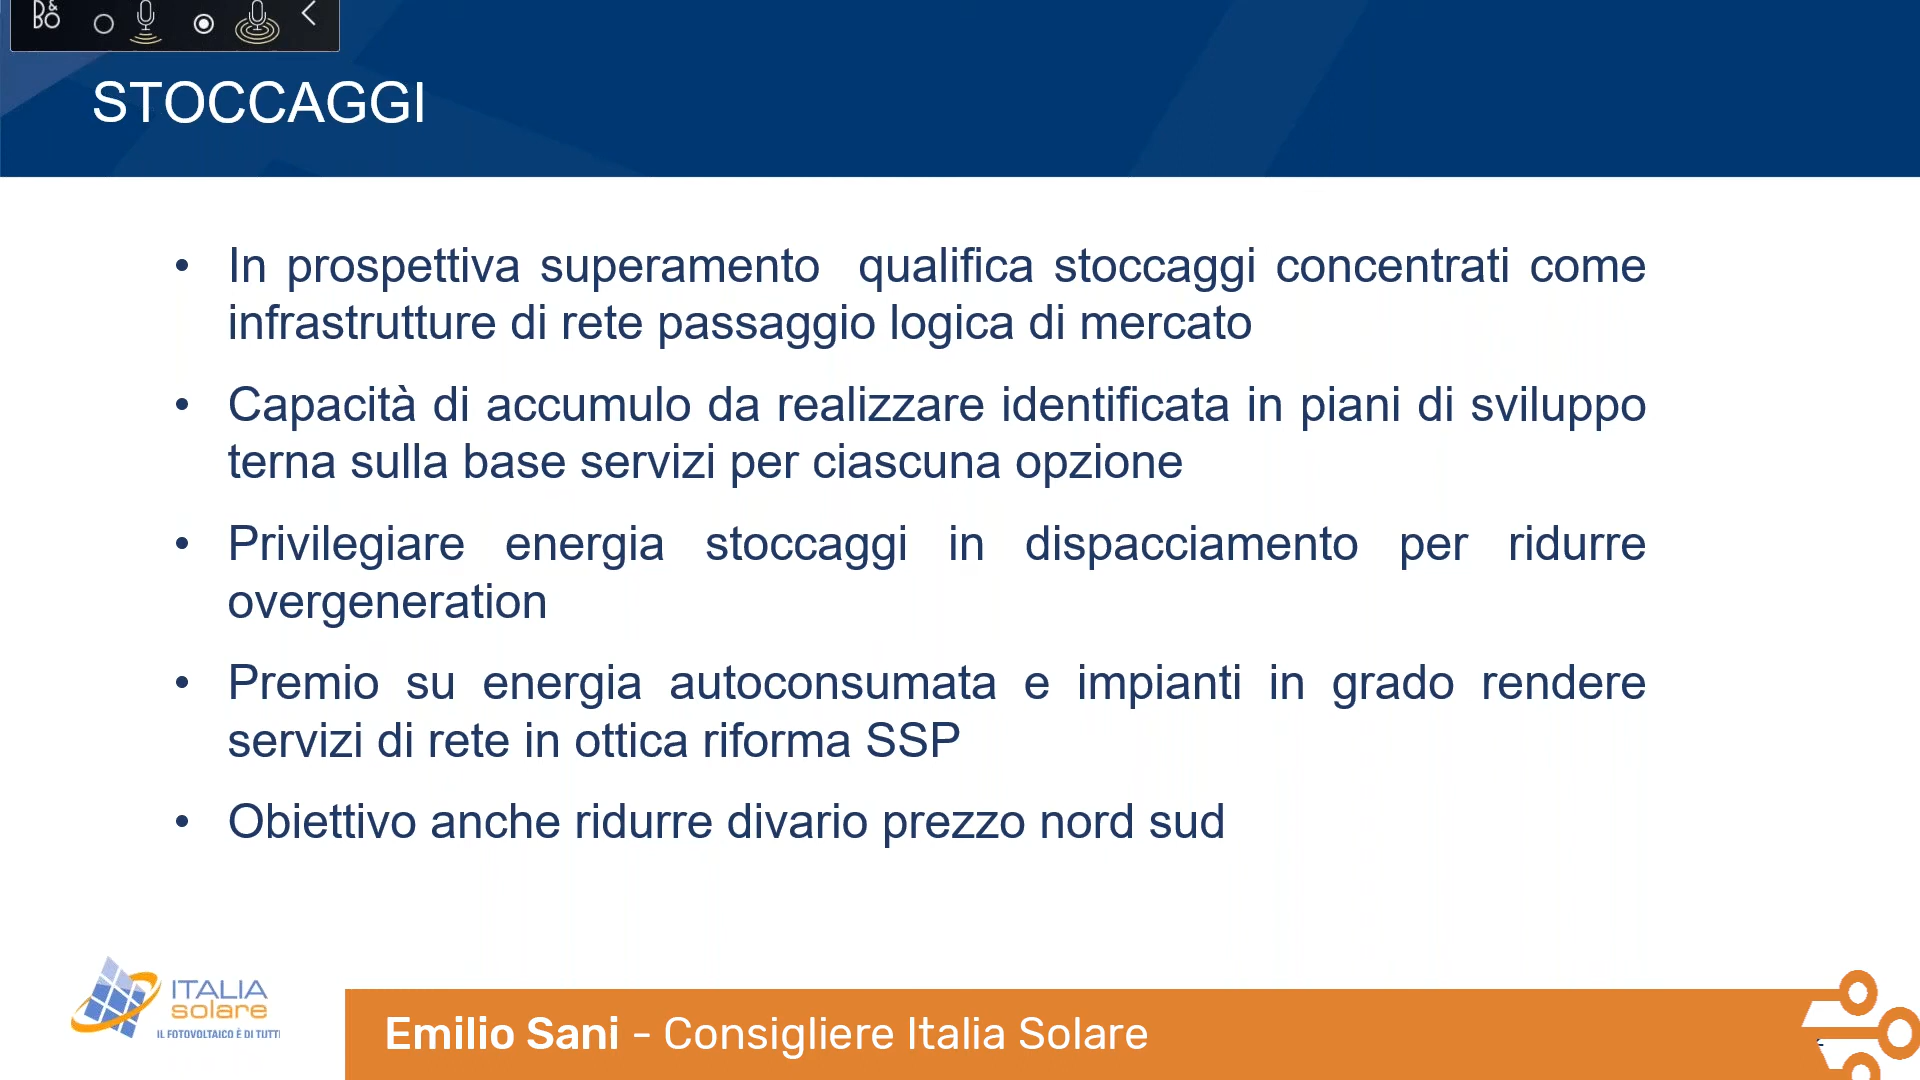 B&O
STOCCAGGI
• In prospettiva superamento qualifica stoccaggi concentrati come
infrastrutture di rete passaggio logica di mercato
• Capacità di accumulo da realizzare identificata in piani di sviluppo
terna sulla base servizi per ciascuna opzione
• Privilegiare energia stoccaggi in dispacciamento per ridurre
overgeneration
• Premio su energia autoconsumata e impianti in grado rendere
servizi di rete in ottica riforma SSP
• Obiettivo anche ridurre divario prezzo nord sud
ITALIA
solare
IL FOTOVOLTAICO È DI TUTTI
Emilio Sani - Consigliere Italia Solare